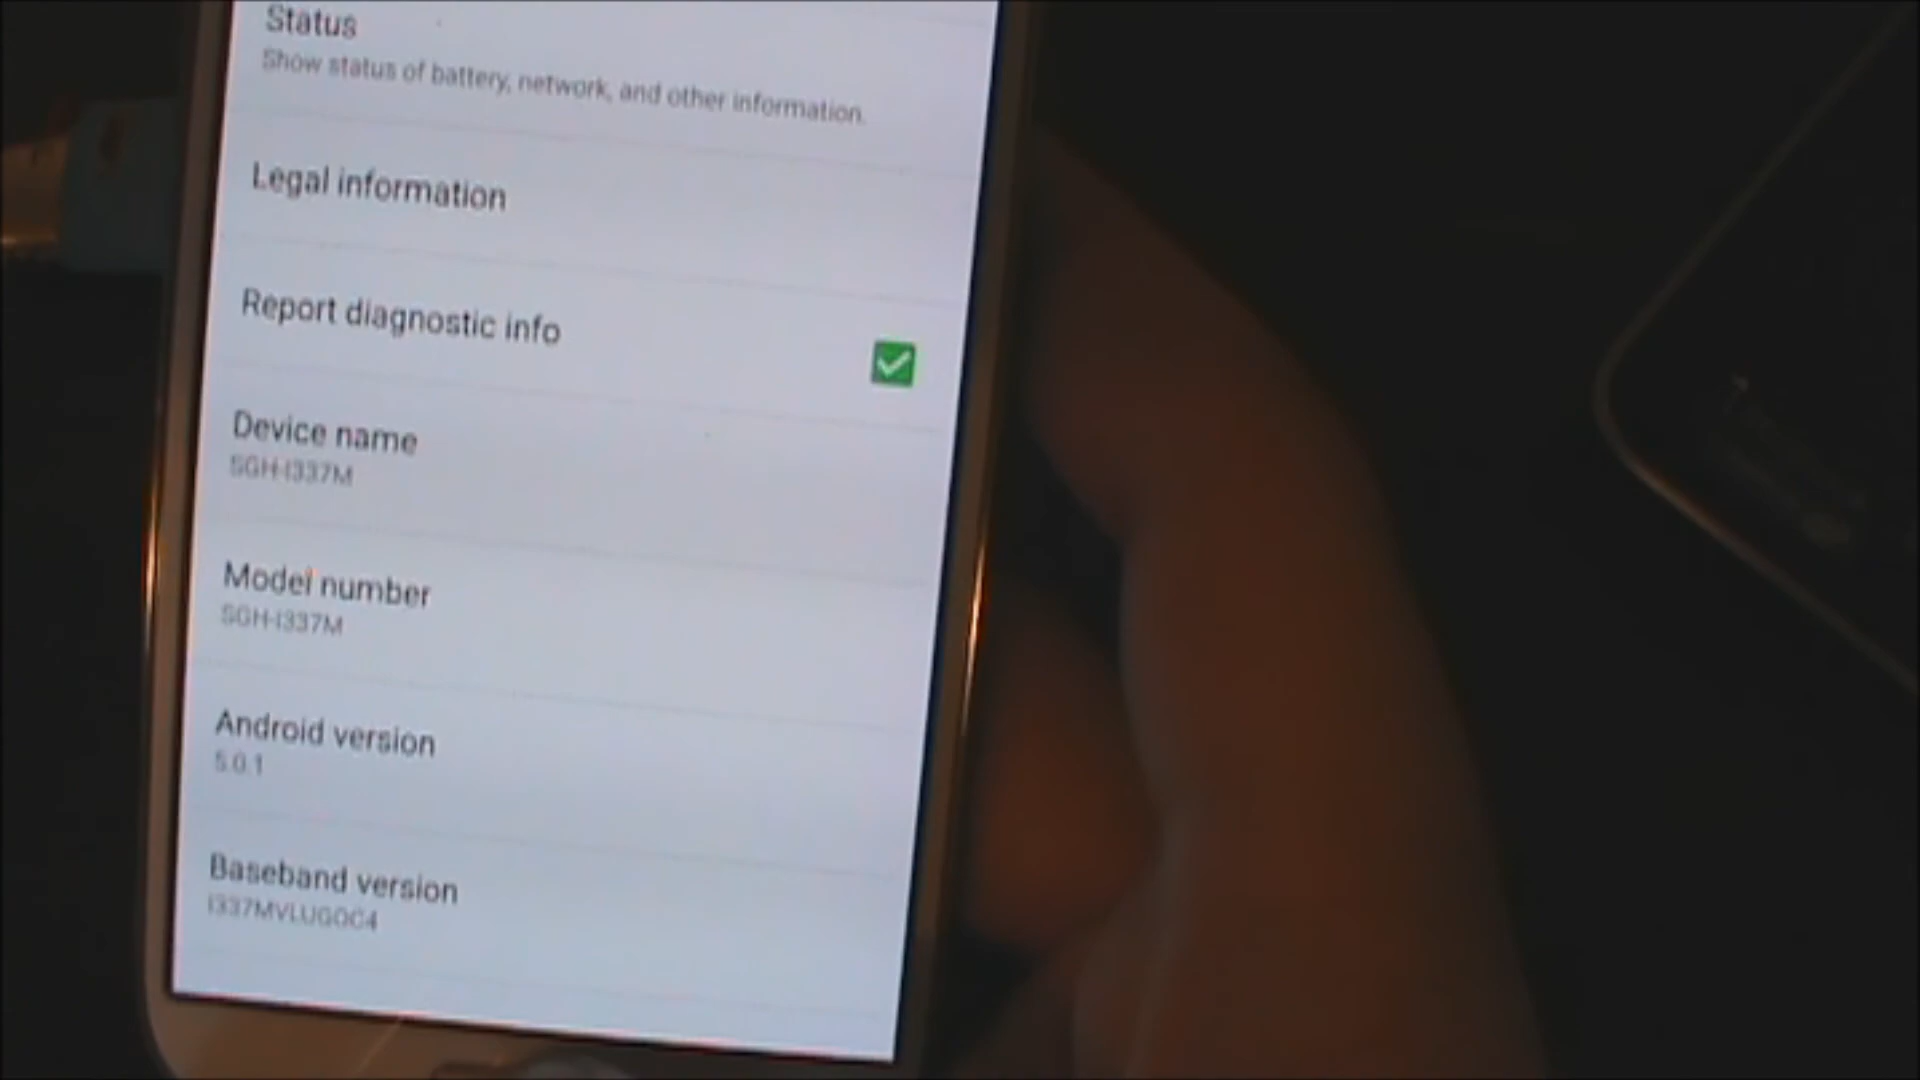 Status
Show status of battery, network, and other information.
Legal information
Report diagnostic info
Device name
SGH-I337M
Model number
SGH-I337M
Android version
5.0.1
Baseband version
I337MVLUGOC4